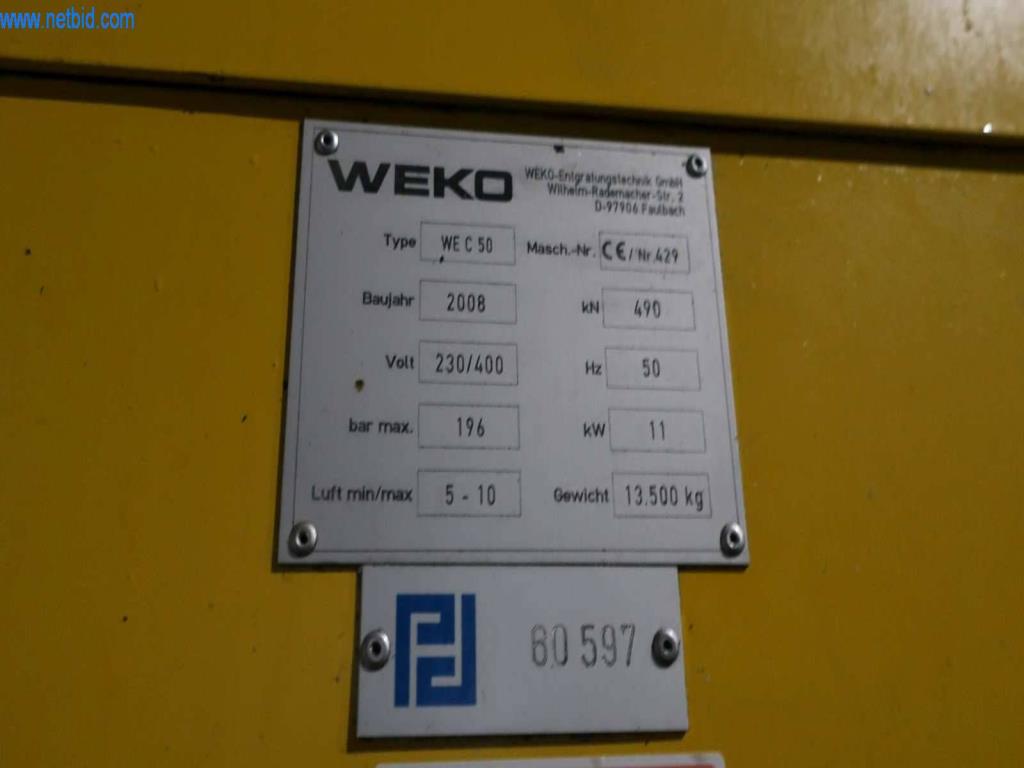 www.netbid.com
WEKO
WEKO-Entgratungstechnik GmbH
Wilhelm-Rademacher-Str. 2
D-97906 Faulbach
Type WE C 50 Masch.-Nr. CE/Nr.429
Baujahr 2008 kN 490
Volt 230/400 Hz 50
bar max. 196 kW 11
Luft min/max 5 - 10 Gewicht 13.500 kg
60 597